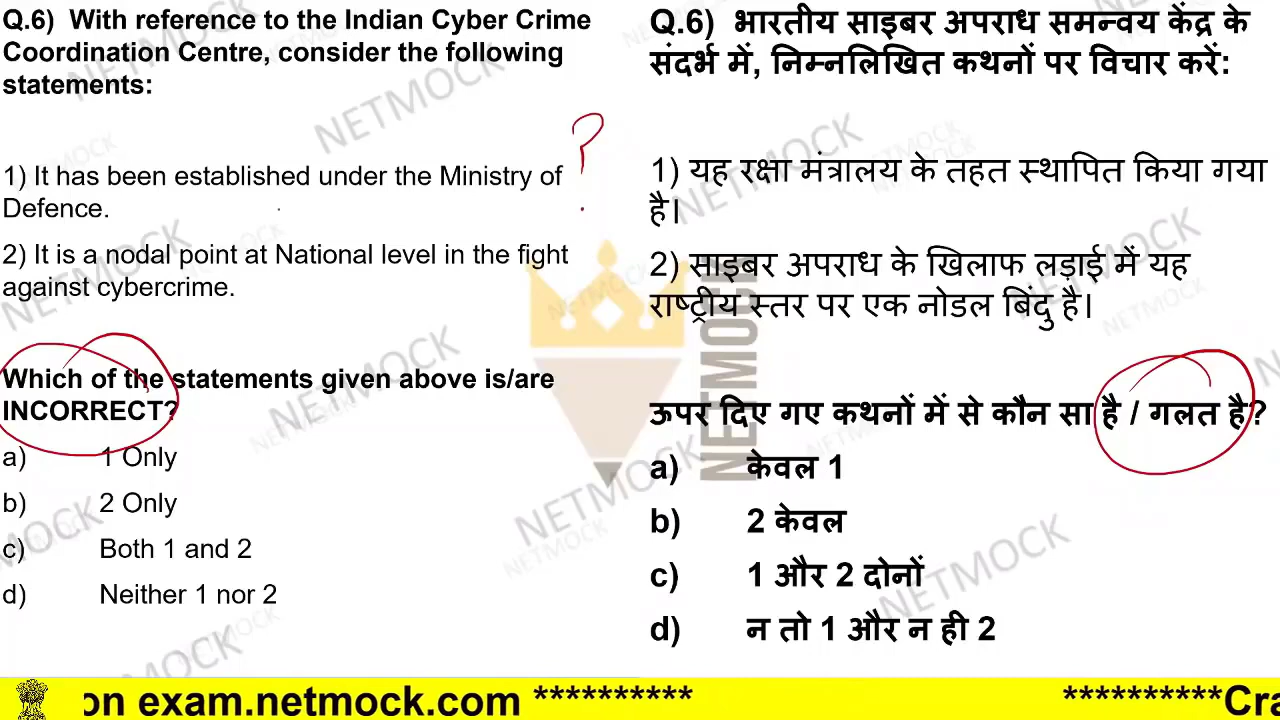 Q.6) With reference to the Indian Cyber Crime
Coordination Centre, consider the following
statements:
1) It has been established under the Ministry of
Defence.
2) It is a nodal point at National level in the fight
against cybercrime.
Which of the statements given above is/are
INCORRECT?
a) 1 Only
b) 2 Only
c) Both 1 and 2
d) Neither 1 nor 2
?
Q.6) भारतीय साइबर अपराध समन्वय केंद्र के
संदर्भ में, निम्नलिखित कथनों पर विचार करें:
1) यह रक्षा मंत्रालय के तहत स्थापित किया गया
है।
2) साइबर अपराध के खिलाफ लड़ाई में यह
राष्ट्रीय स्तर पर एक नोडल बिंदु है।
ऊपर दिए गए कथनों में से कौन सा है / गलत है?
a) केवल 1
b) 2 केवल
c) 1 और 2 दोनों
d) न तो 1 और न ही 2
NETMOCK
on exam.netmock.com ********** **********Cra